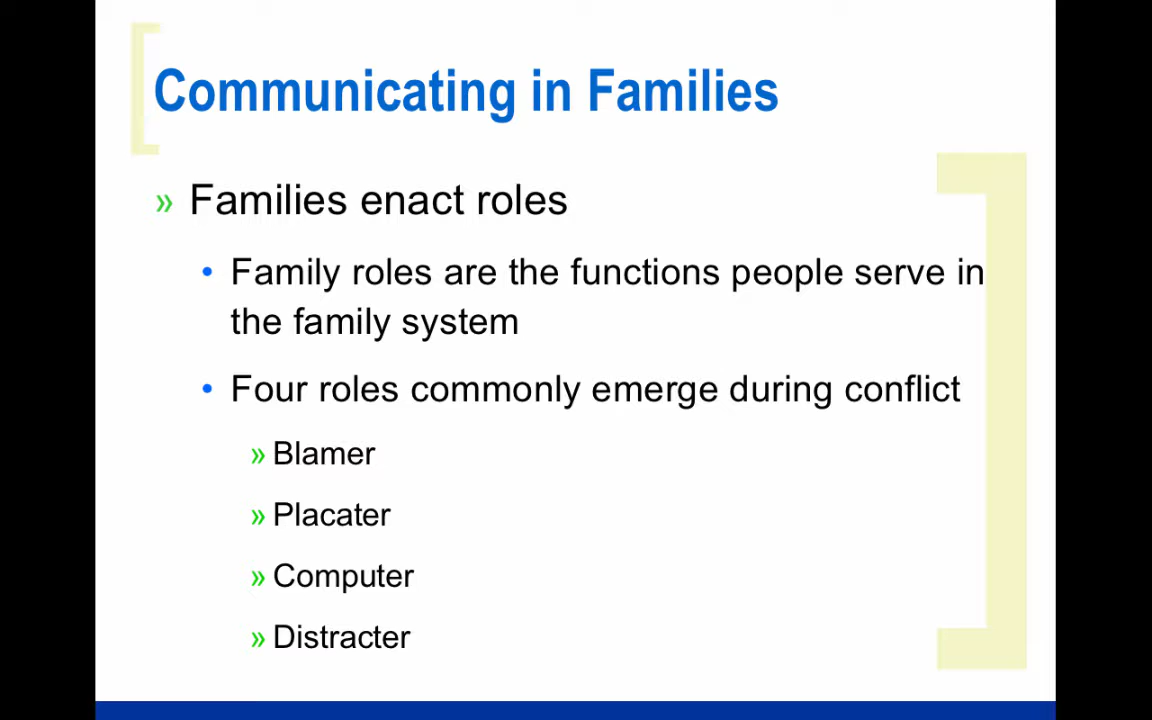 Communicating in Families
» Families enact roles
• Family roles are the functions people serve in
the family system
• Four roles commonly emerge during conflict
» Blamer
» Placater
» Computer
» Distracter